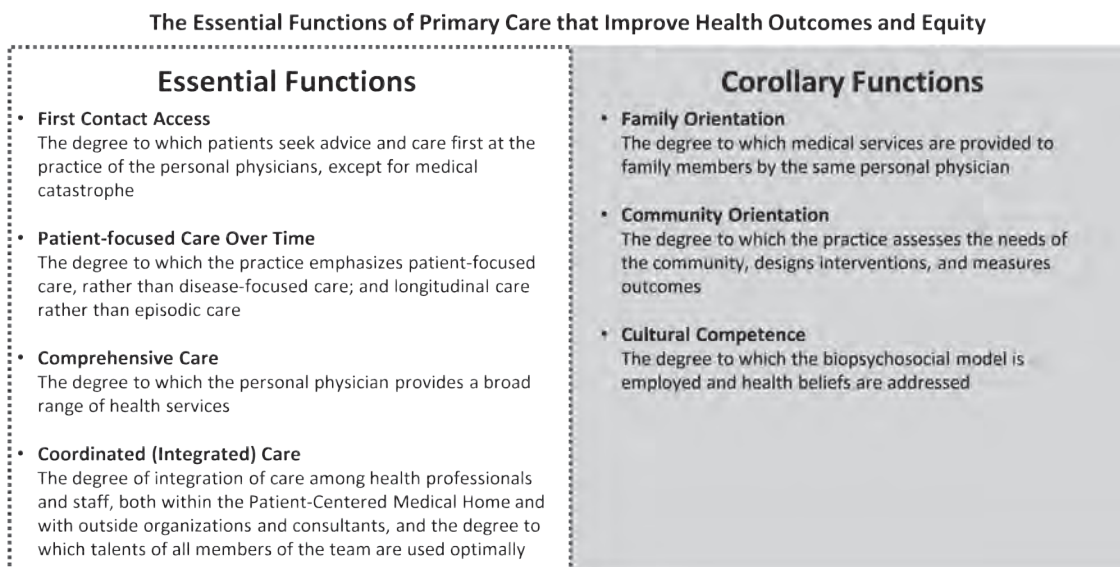 The Essential Functions of Primary Care that Improve Health Outcomes and Equity
Essential Functions
• First Contact Access
The degree to which patients seek advice and care first at the
practice of the personal physicians, except for medical
catastrophe
• Patient-focused Care Over Time
The degree to which the practice emphasizes patient-focused
care, rather than disease-focused care; and longitudinal care
rather than episodic care
• Comprehensive Care
The degree to which the personal physician provides a broad
range of health services
• Coordinated (Integrated) Care
The degree of integration of care among health professionals
and staff, both within the Patient-Centered Medical Home and
with outside organizations and consultants, and the degree to
which talents of all members of the team are used optimally
Corollary Functions
• Family Orientation
The degree to which medical services are provided to
family members by the same personal physician
• Community Orientation
The degree to which the practice assesses the needs of
the community, designs interventions, and measures
outcomes
• Cultural Competence
The degree to which the biopsychosocial model is
employed and health beliefs are addressed